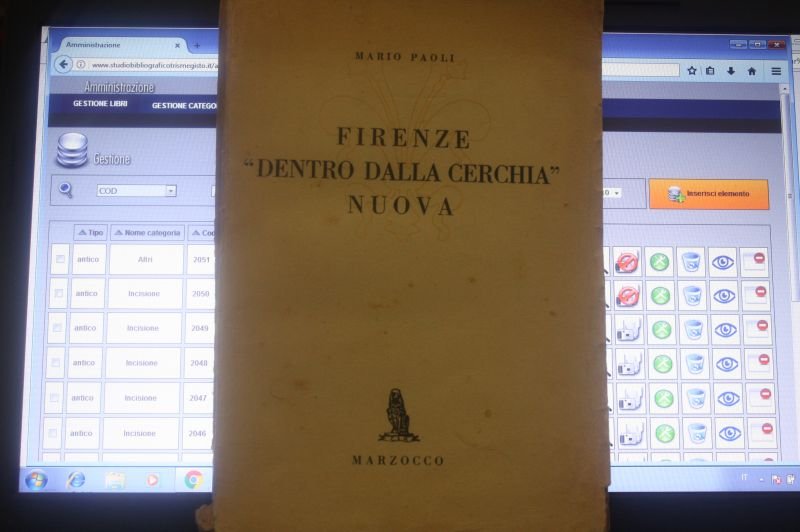 Amministrazione
www.studiobibliograficotrismegisto.it/a
Amministrazione
GESTIONE LIBRI GESTIONE CATEGO
Gestione
COD
Inserisci elemento
Tipo Nome categoria Cod
antico Altri 2051
antico Incisione 2050
antico Incisione 2049
antico Incisione 2048
antico Incisione 2047
antico Incisione 2046
IT
MARIO PAOLI
FIRENZE
“DENTRO DALLA CERCHIA”
NUOVA
MARZOCCO